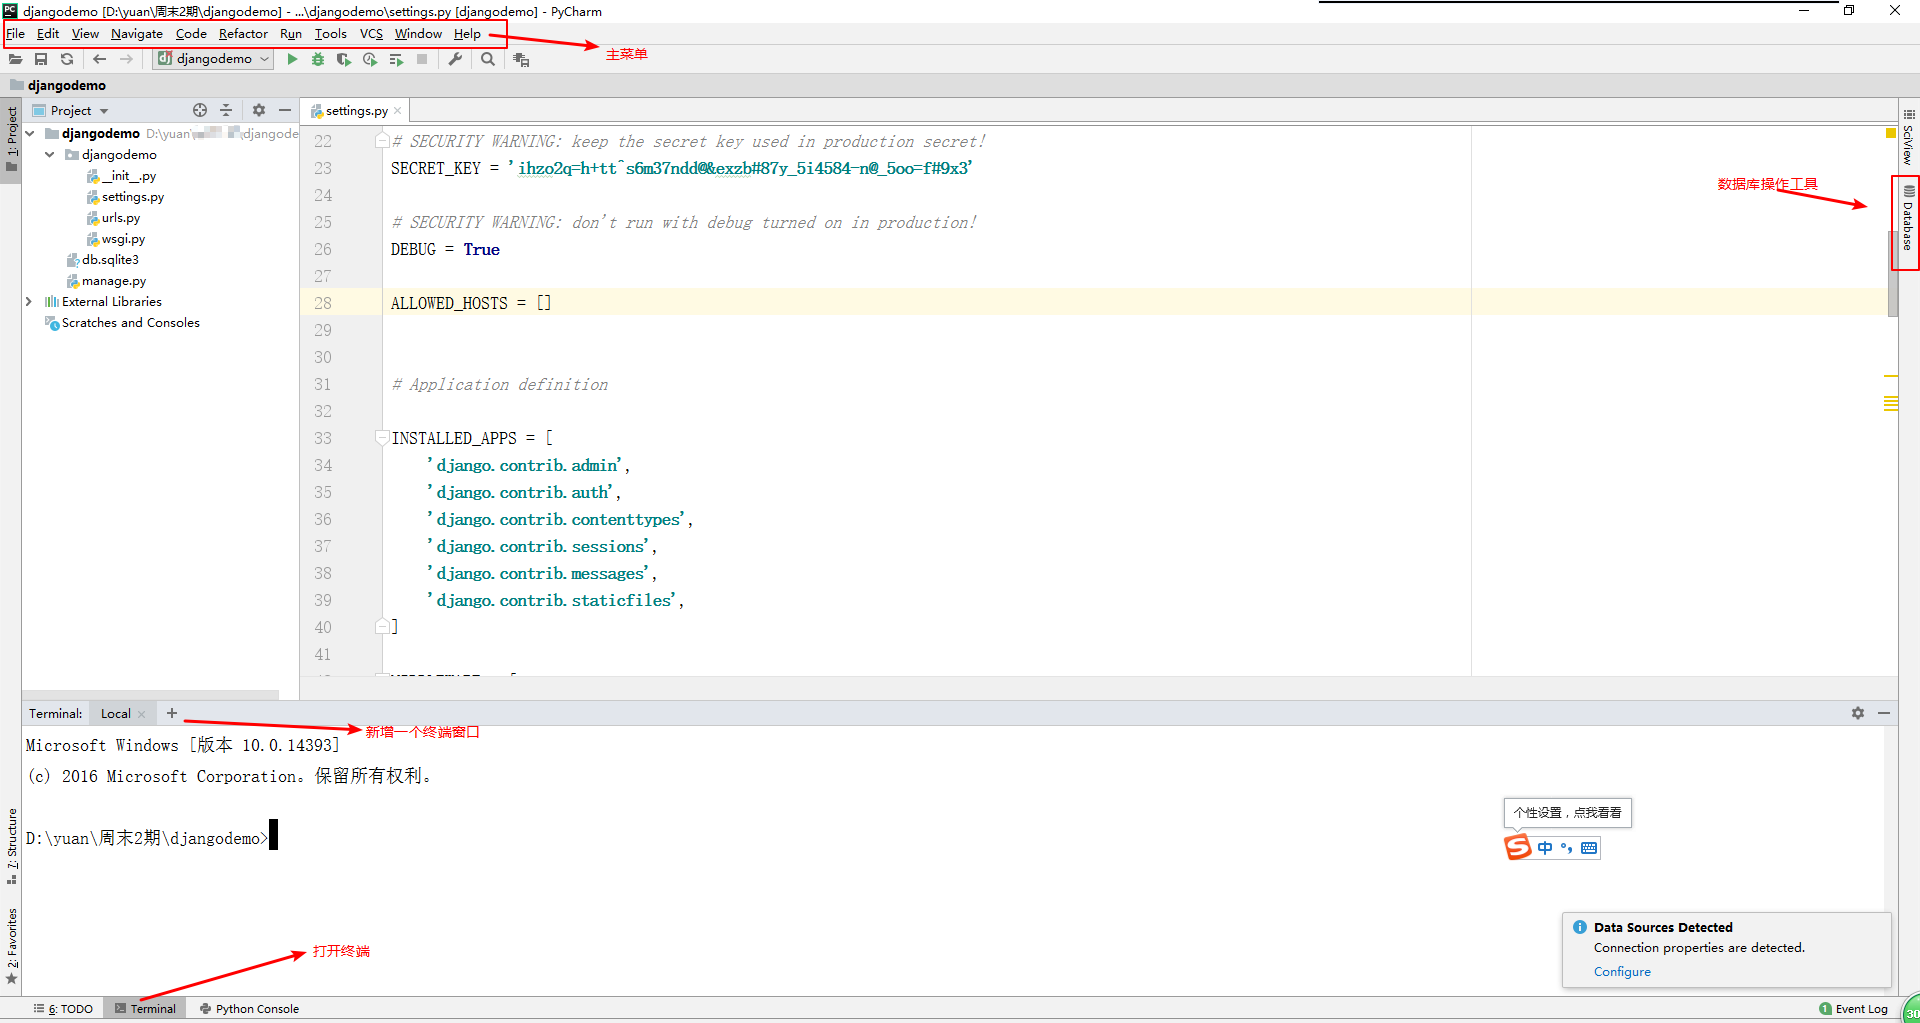 djangodemo [D:\yuan\周末2期\djangodemo] - ...\djangodemo\settings.py [djangodemo] - PyCharm
File Edit View Navigate Code Refactor Run Tools VCS Window Help
主菜单
djangodemo
djangodemo
Project
settings.py
1: Project
djangodemo D:\yuan\
djangodemo
__init__.py
settings.py
urls.py
wsgi.py
db.sqlite3
manage.py
External Libraries
Scratches and Consoles
22 # SECURITY WARNING: keep the secret key used in production secret!
23 SECRET_KEY = 'ihzo2q=h+tt^s6m37ndd@&exzb#87y_5i4584-n@_5oo=f#9x3'
24
25 # SECURITY WARNING: don't run with debug turned on in production!
26 DEBUG = True
27
28 ALLOWED_HOSTS = []
29
30
31 # Application definition
32
33 INSTALLED_APPS = [
34 'django.contrib.admin',
35 'django.contrib.auth',
36 'django.contrib.contenttypes',
37 'django.contrib.sessions',
38 'django.contrib.messages',
39 'django.contrib.staticfiles',
40 ]
41
SciView
数据库操作工具
Database
Terminal: Local +
新增一个终端窗口
Microsoft Windows [版本 10.0.14393]
(c) 2016 Microsoft Corporation。保留所有权利。
D:\yuan\周末2期\djangodemo>
7: Structure
2: Favorites
个性设置，点我看看
S 中 °,
打开终端
Data Sources Detected
Connection properties are detected.
Configure
6: TODO Terminal Python Console
1 Event Log
30